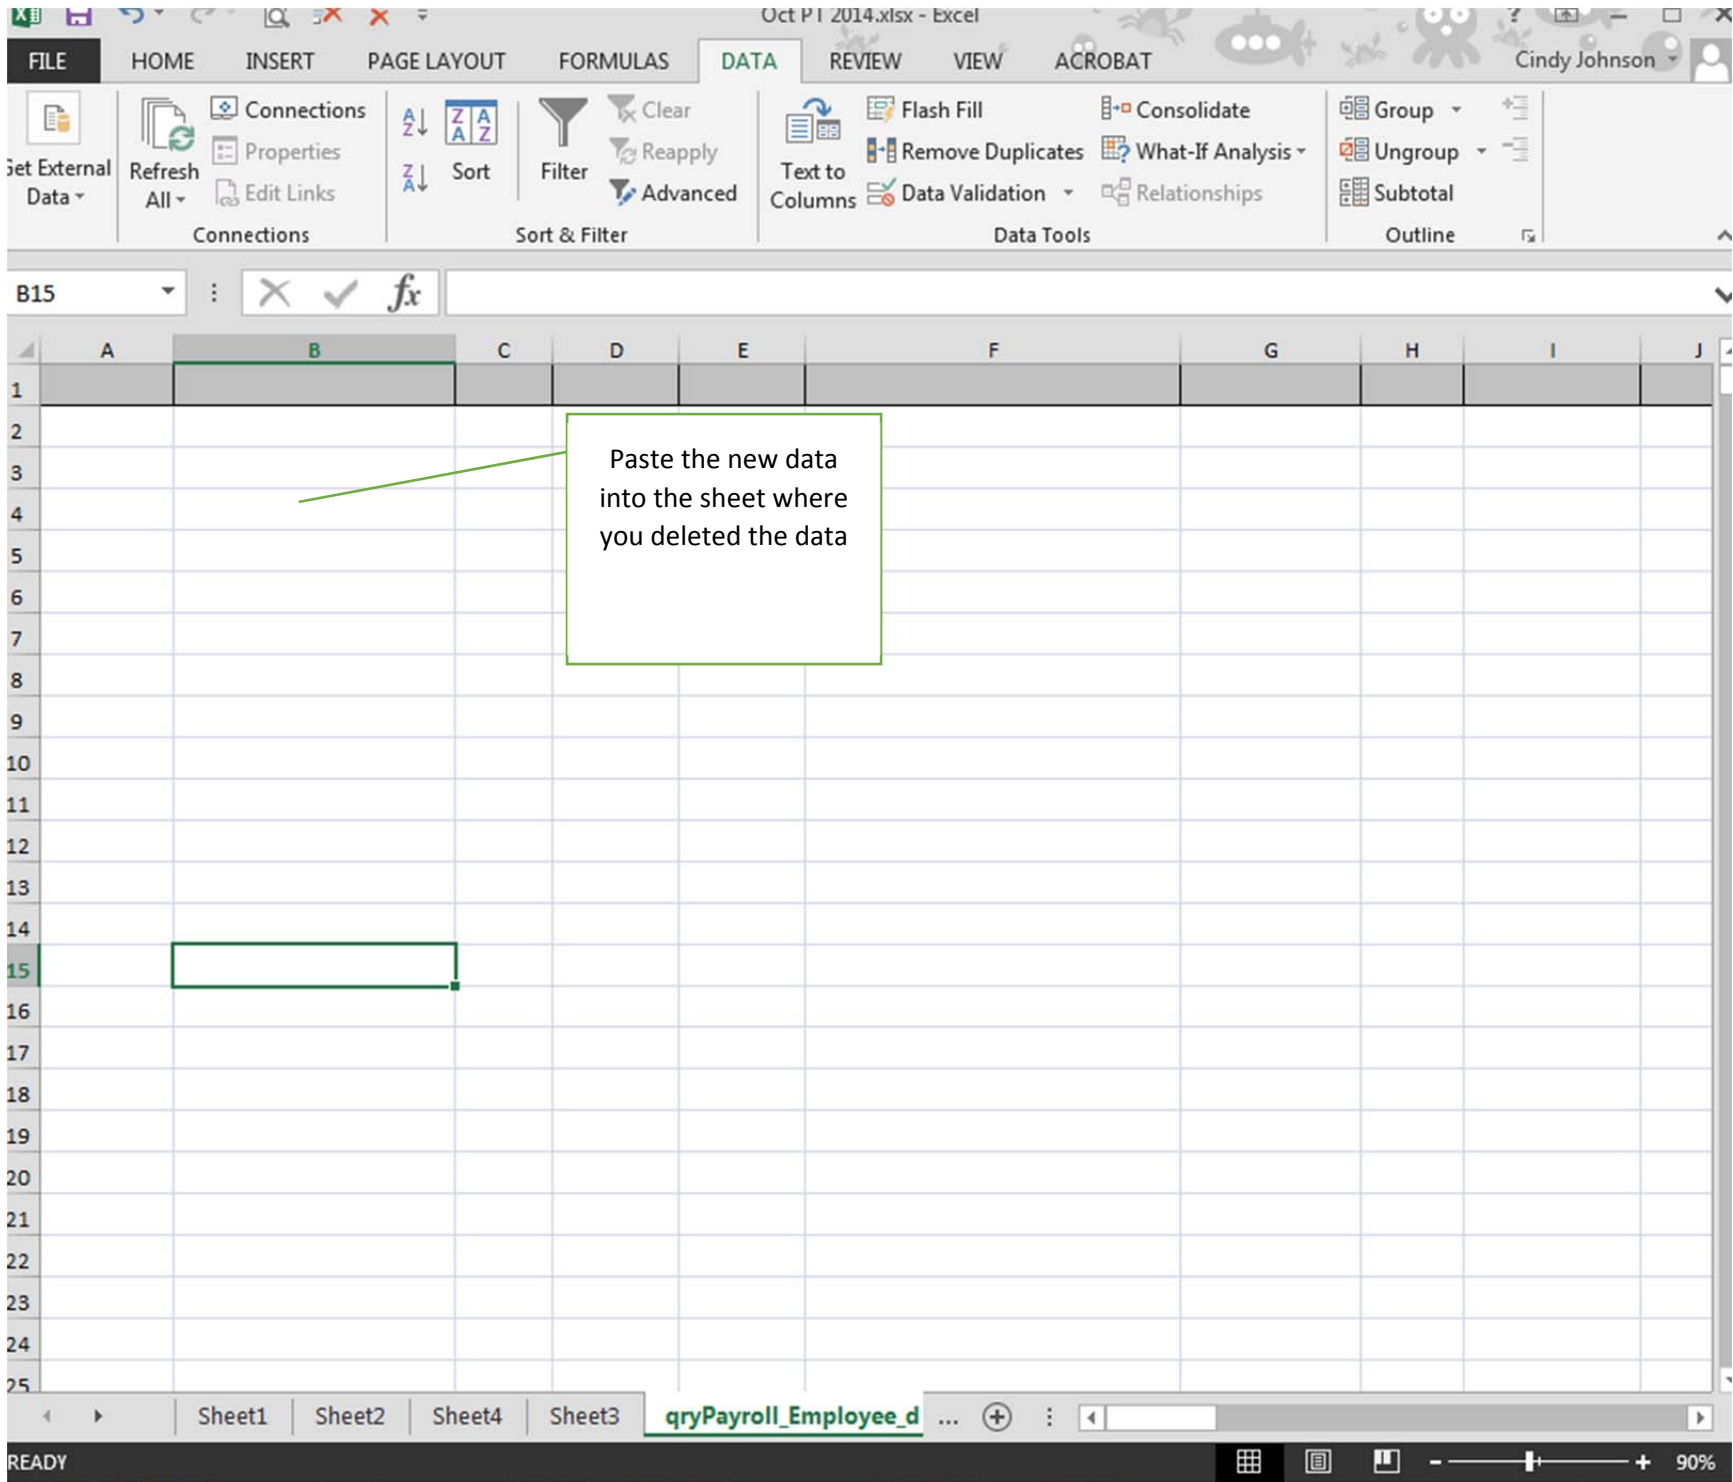 Oct PT 2014.xlsx - Excel
?
FILE HOME INSERT PAGE LAYOUT FORMULAS DATA REVIEW VIEW ACROBAT Cindy Johnson
Connections Clear Flash Fill Consolidate Group
Properties Reapply Remove Duplicates What-If Analysis Ungroup
Get External Refresh Sort Filter Text to
Data All Edit Links Advanced Columns Data Validation Relationships Subtotal
Connections Sort & Filter Data Tools Outline
B15 fx
A B C D E F G H I J
1
2
3
4
5
6
7
8
9
10
11
12
13
14
15
16
17
18
19
20
21
22
23
24
25
Paste the new data
into the sheet where
you deleted the data
Sheet1 Sheet2 Sheet4 Sheet3 qryPayroll_Employee_d ...
READY 90%